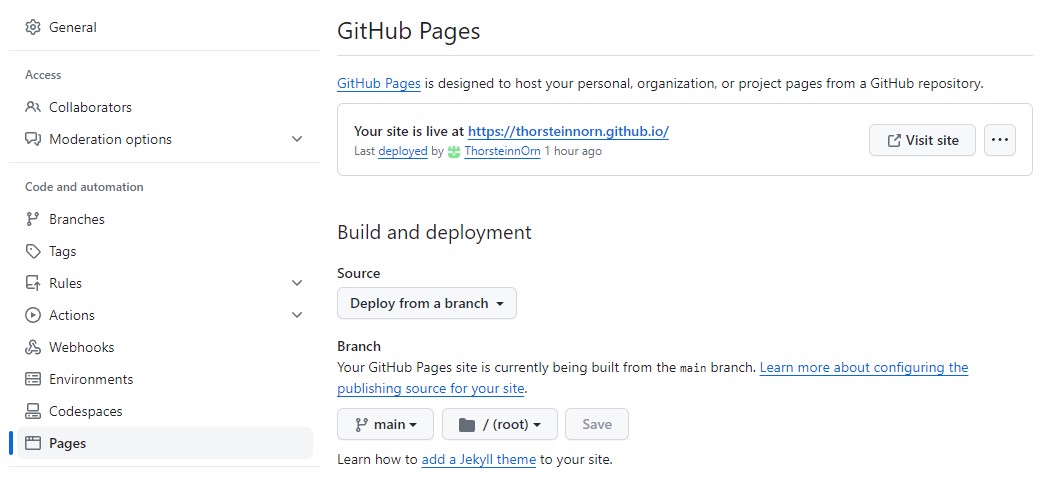 General
Access
Collaborators
Moderation options
Code and automation
Branches
Tags
Rules
Actions
Webhooks
Environments
Codespaces
Pages
GitHub Pages
GitHub Pages is designed to host your personal, organization, or project pages from a GitHub repository.
Your site is live at https://thorsteinnorn.github.io/
Last deployed by ThorsteinnOrn 1 hour ago
Visit site
Build and deployment
Source
Deploy from a branch
Branch
Your GitHub Pages site is currently being built from the main branch. Learn more about configuring the
publishing source for your site.
main / (root) Save
Learn how to add a Jekyll theme to your site.